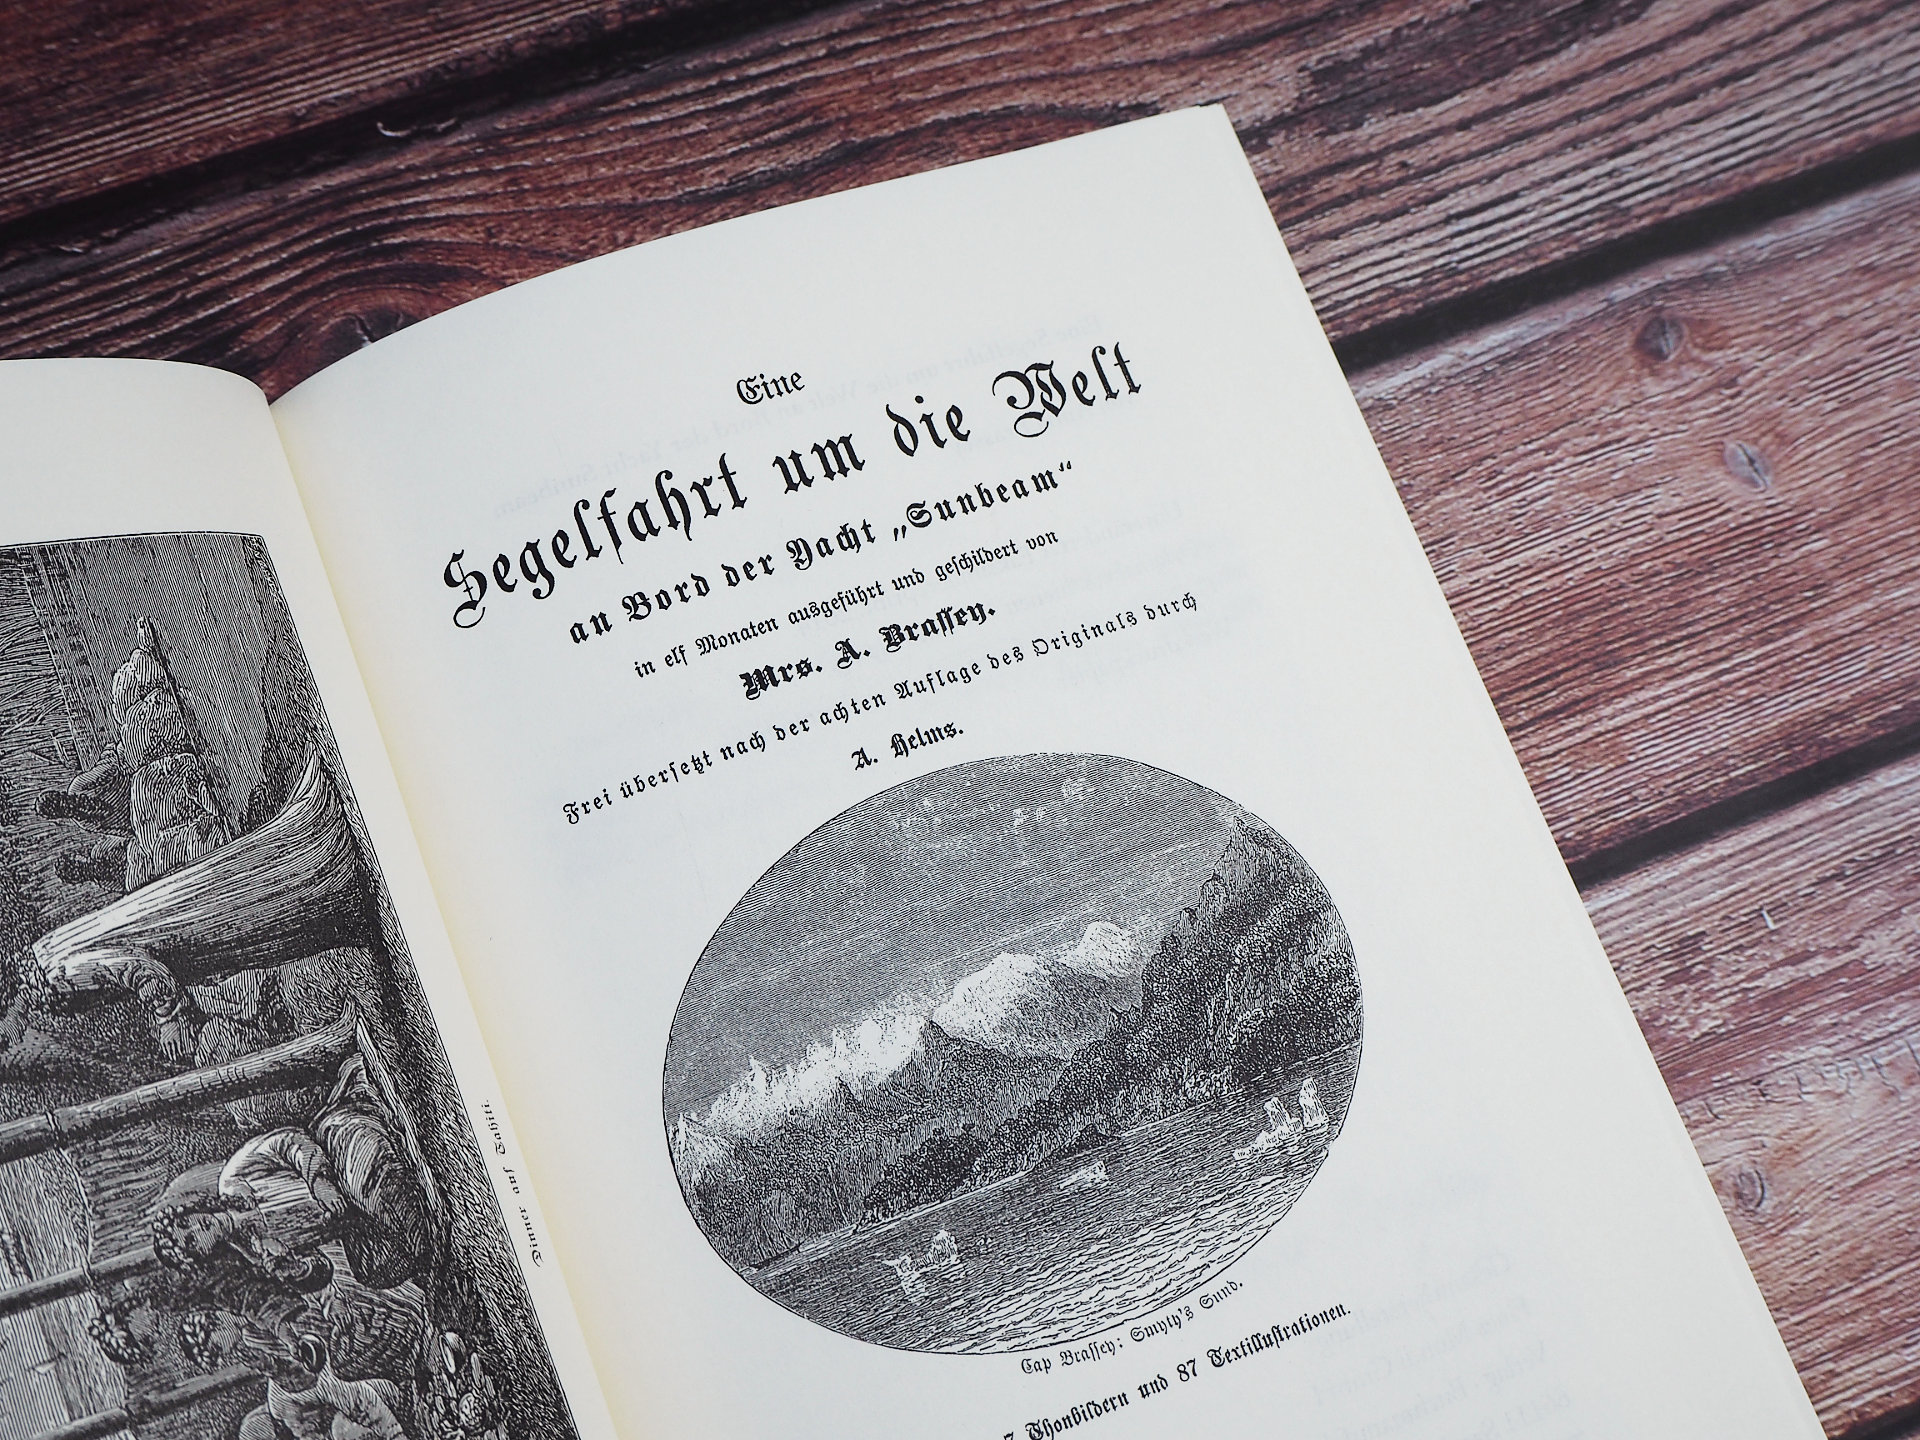 Eine
Segelfahrt um die Welt
an Bord der Yacht „Sunbeam“
in elf Monaten ausgeführt und geschildert von
Mrs. A. Brassey.
Frei übersetzt nach der achten Auflage des Originals durch
A. Helms.
Cap Brassey: Smyty's Sund.
7 Thonbildern und 87 Textillustrationen.
Dinner auf Tahiti.